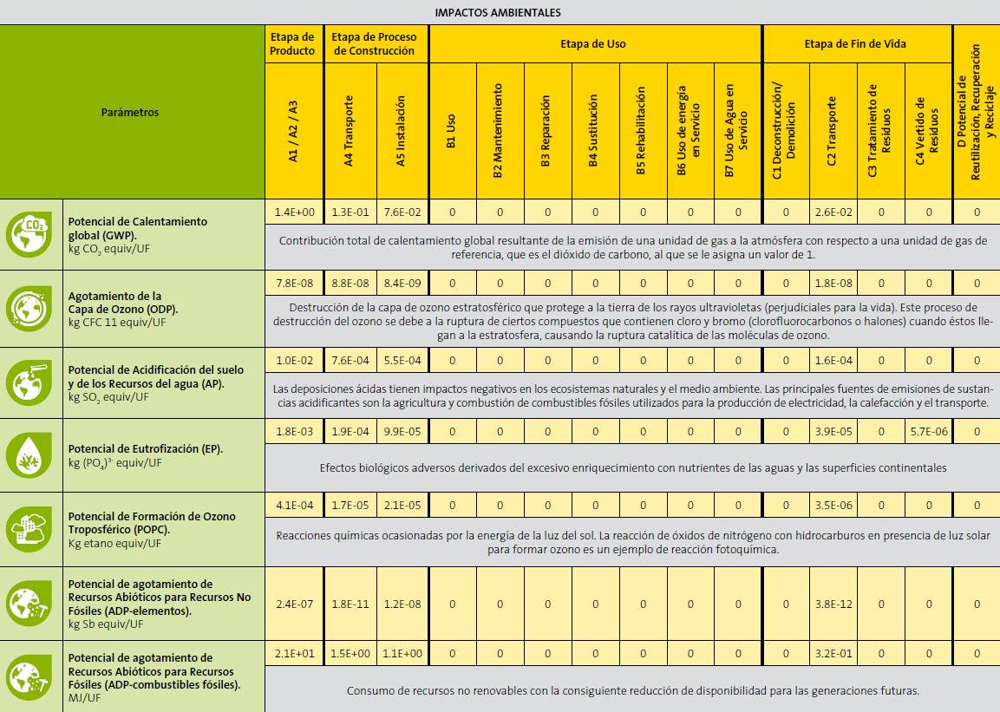 IMPACTOS AMBIENTALES
Parámetros
Etapa de
Producto
Etapa de Proceso
de Construcción
Etapa de Uso
Etapa de Fin de Vida
D Potencial de
Reutilización, Recuperación
y Reciclaje
A1 / A2 / A3
A4 Transporte
A5 Instalación
B1 Uso
B2 Mantenimiento
B3 Reparación
B4 Sustitución
B5 Rehabilitación
B6 Uso de energía
en Servicio
B7 Uso de Agua en
Servicio
C1 Deconstrucción/
Demolición
C2 Transporte
C3 Tratamiento de
Residuos
C4 Vertido de
Residuos
CO2
Potencial de Calentamiento
global (GWP).
kg CO2 equiv/UF
1.4E+00 1.3E-01 7.6E-02 0 0 0 0 0 0 0 0 2.6E-02 0 0 0
Contribución total de calentamiento global resultante de la emisión de una unidad de gas a la atmósfera con respecto a una unidad de gas de
referencia, que es el dióxido de carbono, al que se le asigna un valor de 1.
Agotamiento de la
Capa de Ozono (ODP).
kg CFC 11 equiv/UF
7.8E-08 8.8E-08 8.4E-09 0 0 0 0 0 0 0 0 1.8E-08 0 0 0
Destrucción de la capa de ozono estratosférico que protege a la tierra de los rayos ultravioletas (perjudiciales para la vida). Este proceso de
destrucción del ozono se debe a la ruptura de ciertos compuestos que contienen cloro y bromo (clorofluorocarbonos o halones) cuando éstos lle-
gan a la estratosfera, causando la ruptura catalítica de las moléculas de ozono.
Potencial de Acidificación del suelo
y de los Recursos del agua (AP).
kg SO2 equiv/UF
1.0E-02 7.6E-04 5.5E-04 0 0 0 0 0 0 0 0 1.6E-04 0 0 0
Las deposiciones ácidas tienen impactos negativos en los ecosistemas naturales y el medio ambiente. Las principales fuentes de emisiones de sustan-
cias acidificantes son la agricultura y combustión de combustibles fósiles utilizados para la producción de electricidad, la calefacción y el transporte.
Potencial de Eutrofización (EP).
kg (PO4)3- equiv/UF
1.8E-03 1.9E-04 9.9E-05 0 0 0 0 0 0 0 0 3.9E-05 0 5.7E-06 0
Efectos biológicos adversos derivados del excesivo enriquecimiento con nutrientes de las aguas y las superficies continentales
Potencial de Formación de Ozono
Troposférico (POPC).
Kg etano equiv/UF
4.1E-04 1.7E-05 2.1E-05 0 0 0 0 0 0 0 0 3.5E-06 0 0 0
Reacciones químicas ocasionadas por la energía de la luz del sol. La reacción de óxidos de nitrógeno con hidrocarburos en presencia de luz solar
para formar ozono es un ejemplo de reacción fotoquímica.
Potencial de agotamiento de
Recursos Abióticos para Recursos No
Fósiles (ADP-elementos).
kg Sb equiv/UF
2.4E-07 1.8E-11 1.2E-08 0 0 0 0 0 0 0 0 3.8E-12 0 0 0
Potencial de agotamiento de
Recursos Abióticos para Recursos
Fósiles (ADP-combustibles fósiles).
MJ/UF
2.1E+01 1.5E+00 1.1E+00 0 0 0 0 0 0 0 0 3.2E-01 0 0 0
Consumo de recursos no renovables con la consiguiente reducción de disponibilidad para las generaciones futuras.